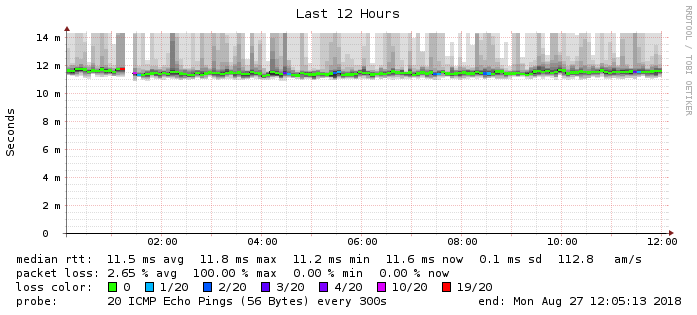 Last 12 Hours
RRDTOOL / TOBI OETIKER
Seconds
14 m
12 m
10 m
8 m
6 m
4 m
2 m
0
02:00 04:00 06:00 08:00 10:00 12:00
median rtt: 11.5 ms avg 11.8 ms max 11.2 ms min 11.6 ms now 0.1 ms sd 112.8 am/s
packet loss: 2.65 % avg 100.00 % max 0.00 % min 0.00 % now
loss color: 0 1/20 2/20 3/20 4/20 10/20 19/20
probe: 20 ICMP Echo Pings (56 Bytes) every 300s end: Mon Aug 27 12:05:13 2018